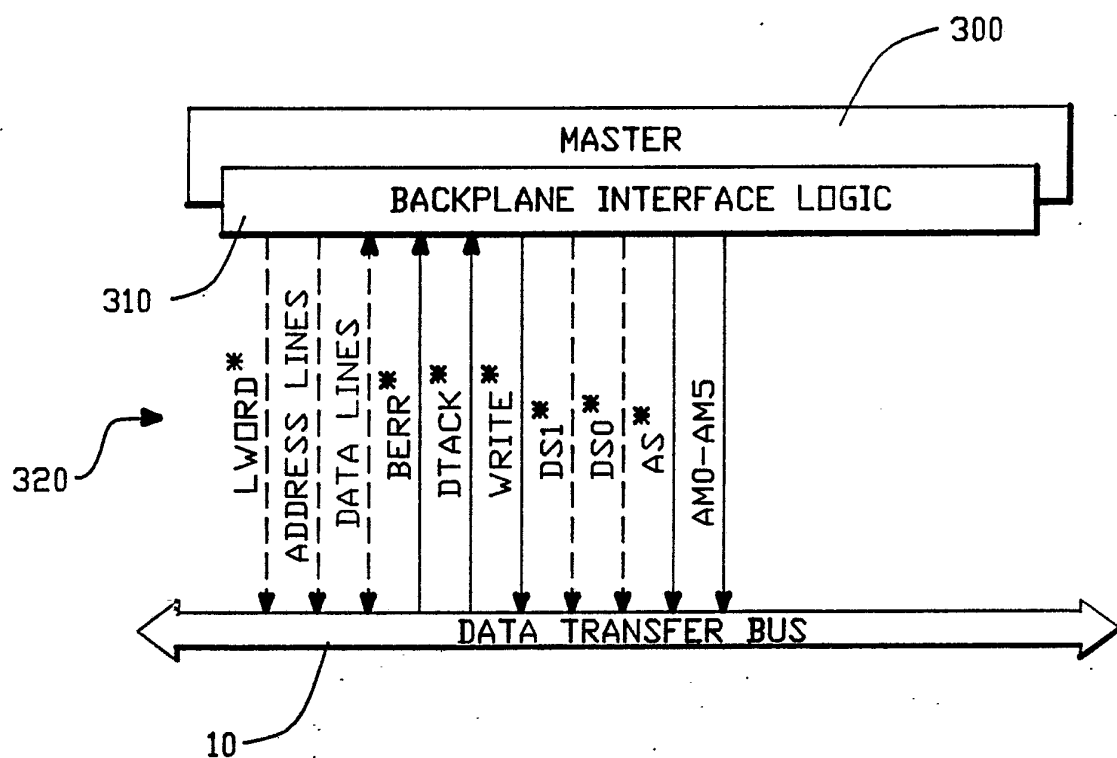 300
MASTER
BACKPLANE INTERFACE LOGIC
310
LWORD*
ADDRESS LINES
DATA LINES
BERR*
DTACK*
WRITE*
DS1*
DS0*
AS*
AM0-AM5
320
DATA TRANSFER BUS
10